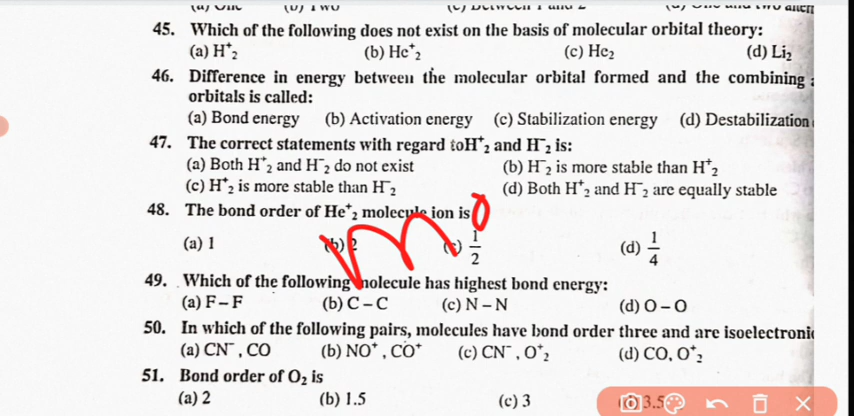 45. Which of the following does not exist on the basis of molecular orbital theory:
(a) H⁺₂ (b) He⁺₂ (c) He₂ (d) Li₂
46. Difference in energy between the molecular orbital formed and the combining
orbitals is called:
(a) Bond energy (b) Activation energy (c) Stabilization energy (d) Destabilization
47. The correct statements with regard toH⁺₂ and H⁻₂ is:
(a) Both H⁺₂ and H⁻₂ do not exist (b) H⁻₂ is more stable than H⁺₂
(c) H⁺₂ is more stable than H⁻₂ (d) Both H⁺₂ and H⁻₂ are equally stable
48. The bond order of He⁺₂ molecule ion is
(a) 1 (b) 2 (c) 1/2 (d) 1/4
49. Which of the following molecule has highest bond energy:
(a) F – F (b) C – C (c) N – N (d) O – O
50. In which of the following pairs, molecules have bond order three and are isoelectronic
(a) CN⁻ , CO (b) NO⁺ , CO⁺ (c) CN⁻ , O⁺₂ (d) CO, O⁺₂
51. Bond order of O₂ is
(a) 2 (b) 1.5 (c) 3 (d) 3.5